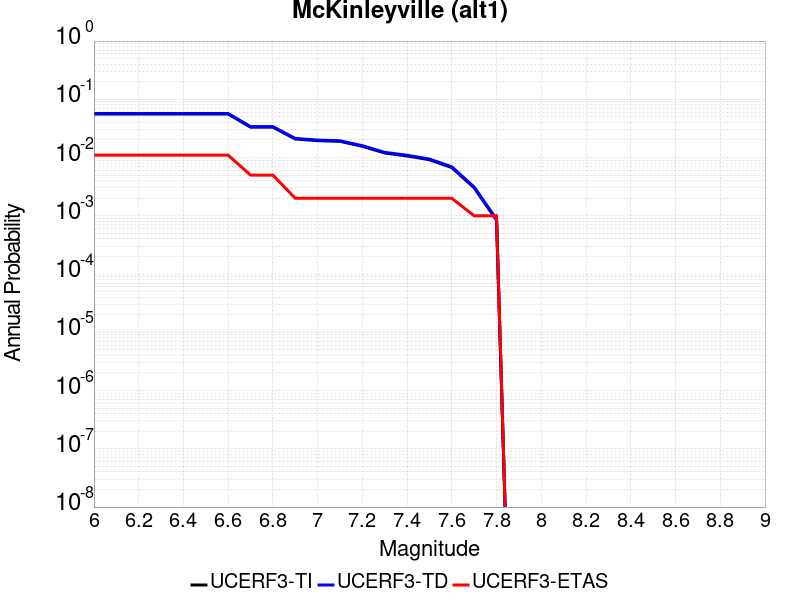 McKinleyville (alt1)
10^0
10^-1
10^-2
10^-3
10^-4
10^-5
10^-6
10^-7
10^-8
Annual Probability
6 6.2 6.4 6.6 6.8 7 7.2 7.4 7.6 7.8 8 8.2 8.4 8.6 8.8 9
Magnitude
UCERF3-TI UCERF3-TD UCERF3-ETAS